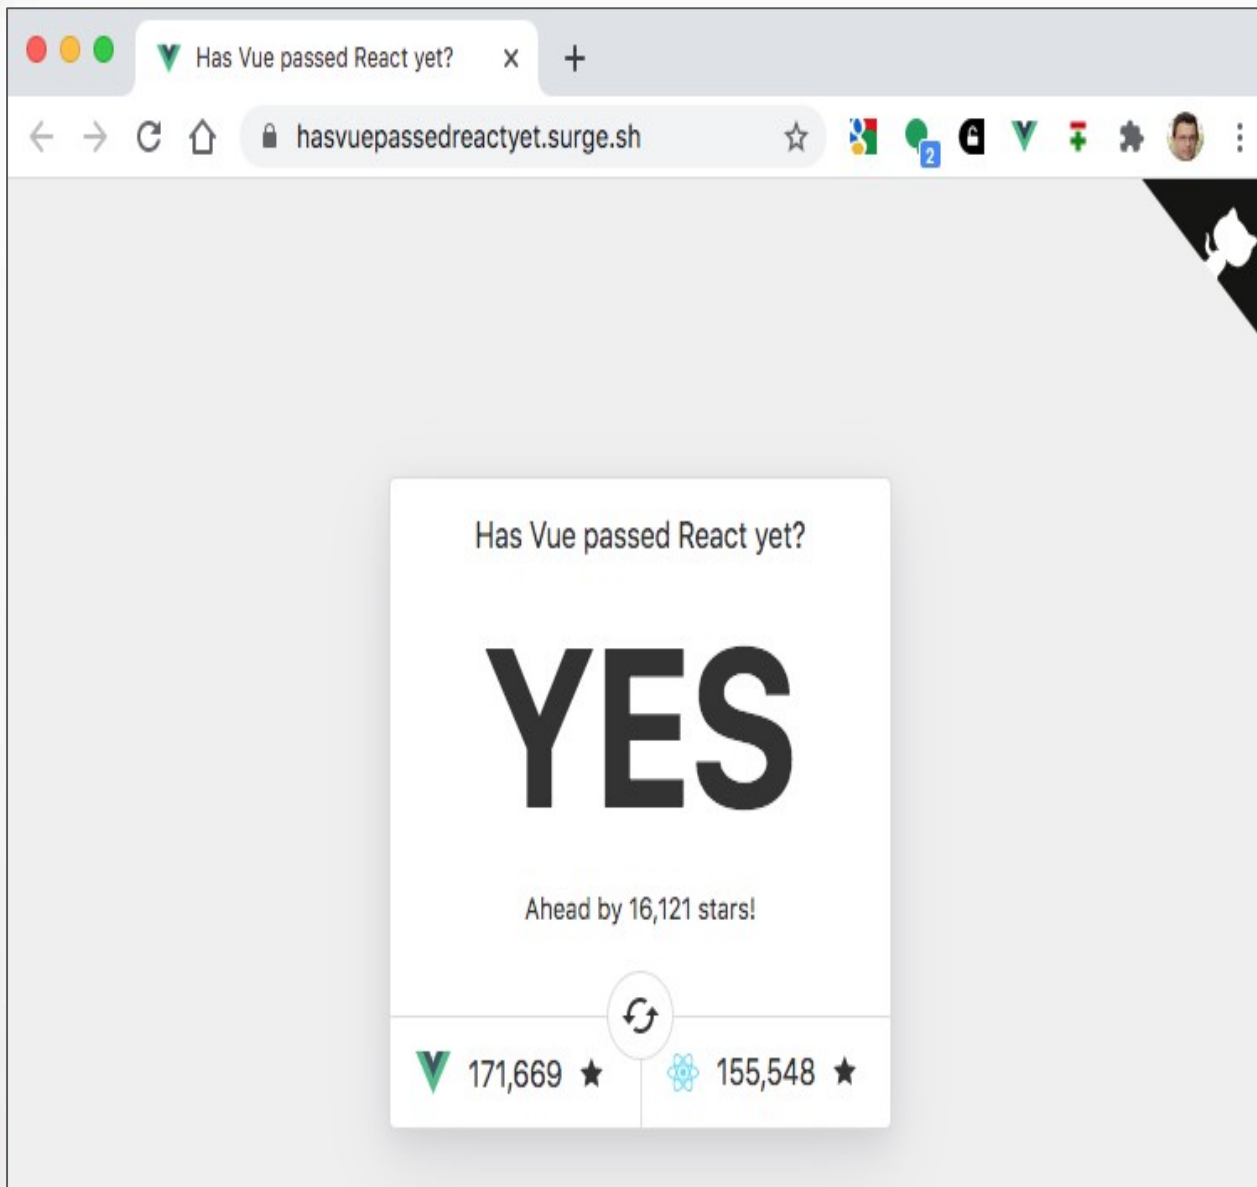 Has Vue passed React yet?
hasvuepassedreactyet.surge.sh
2
Has Vue passed React yet?
YES
Ahead by 16,121 stars!
171,669 ★ 155,548 ★